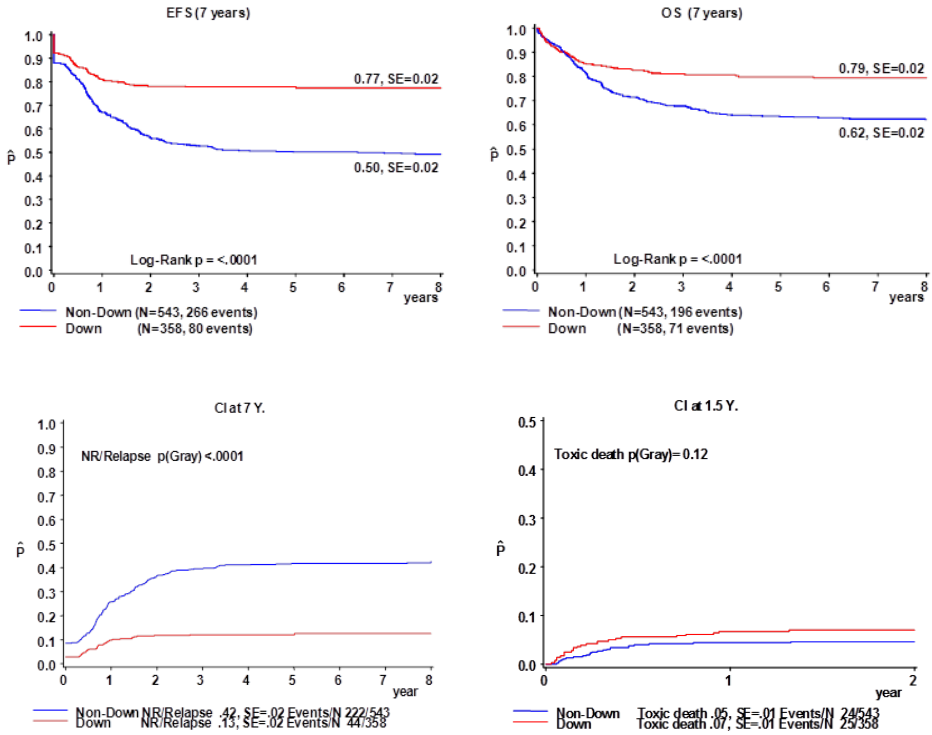 EFS (7 years)
1.0
0.9
0.8
0.7
0.6
0.5
0.4
0.3
0.2
0.1
0.0
P̂
0.77, SE=0.02
0.50, SE=0.02
Log-Rank p = <.0001
0 1 2 3 4 5 6 7 8
years
Non-Down (N=543, 266 events)
Down (N=358, 80 events)
OS (7 years)
1.0
0.9
0.8
0.7
0.6
0.5
0.4
0.3
0.2
0.1
0.0
P̂
0.79, SE=0.02
0.62, SE=0.02
Log-Rank p = <.0001
0 1 2 3 4 5 6 7 8
years
Non-Down (N=543, 196 events)
Down (N=358, 71 events)
CI at 7 Y.
1.0
0.9
0.8
0.7
0.6
0.5
0.4
0.3
0.2
0.1
0.0
P̂
NR/Relapse p(Gray) <.0001
0 1 2 3 4 5 6 7 8
year
Non-Down NR/Relapse .42, SE=.02 Events/N 222/543
Down NR/Relapse .13, SE=.02 Events/N 44/358
CI at 1.5 Y.
0.5
0.4
0.3
0.2
0.1
0.0
P̂
Toxic death p(Gray)= 0.12
0 1 2
year
Non-Down Toxic death .05, SE=.01 Events/N 24/543
Down Toxic death .07, SE=.01 Events/N 25/358